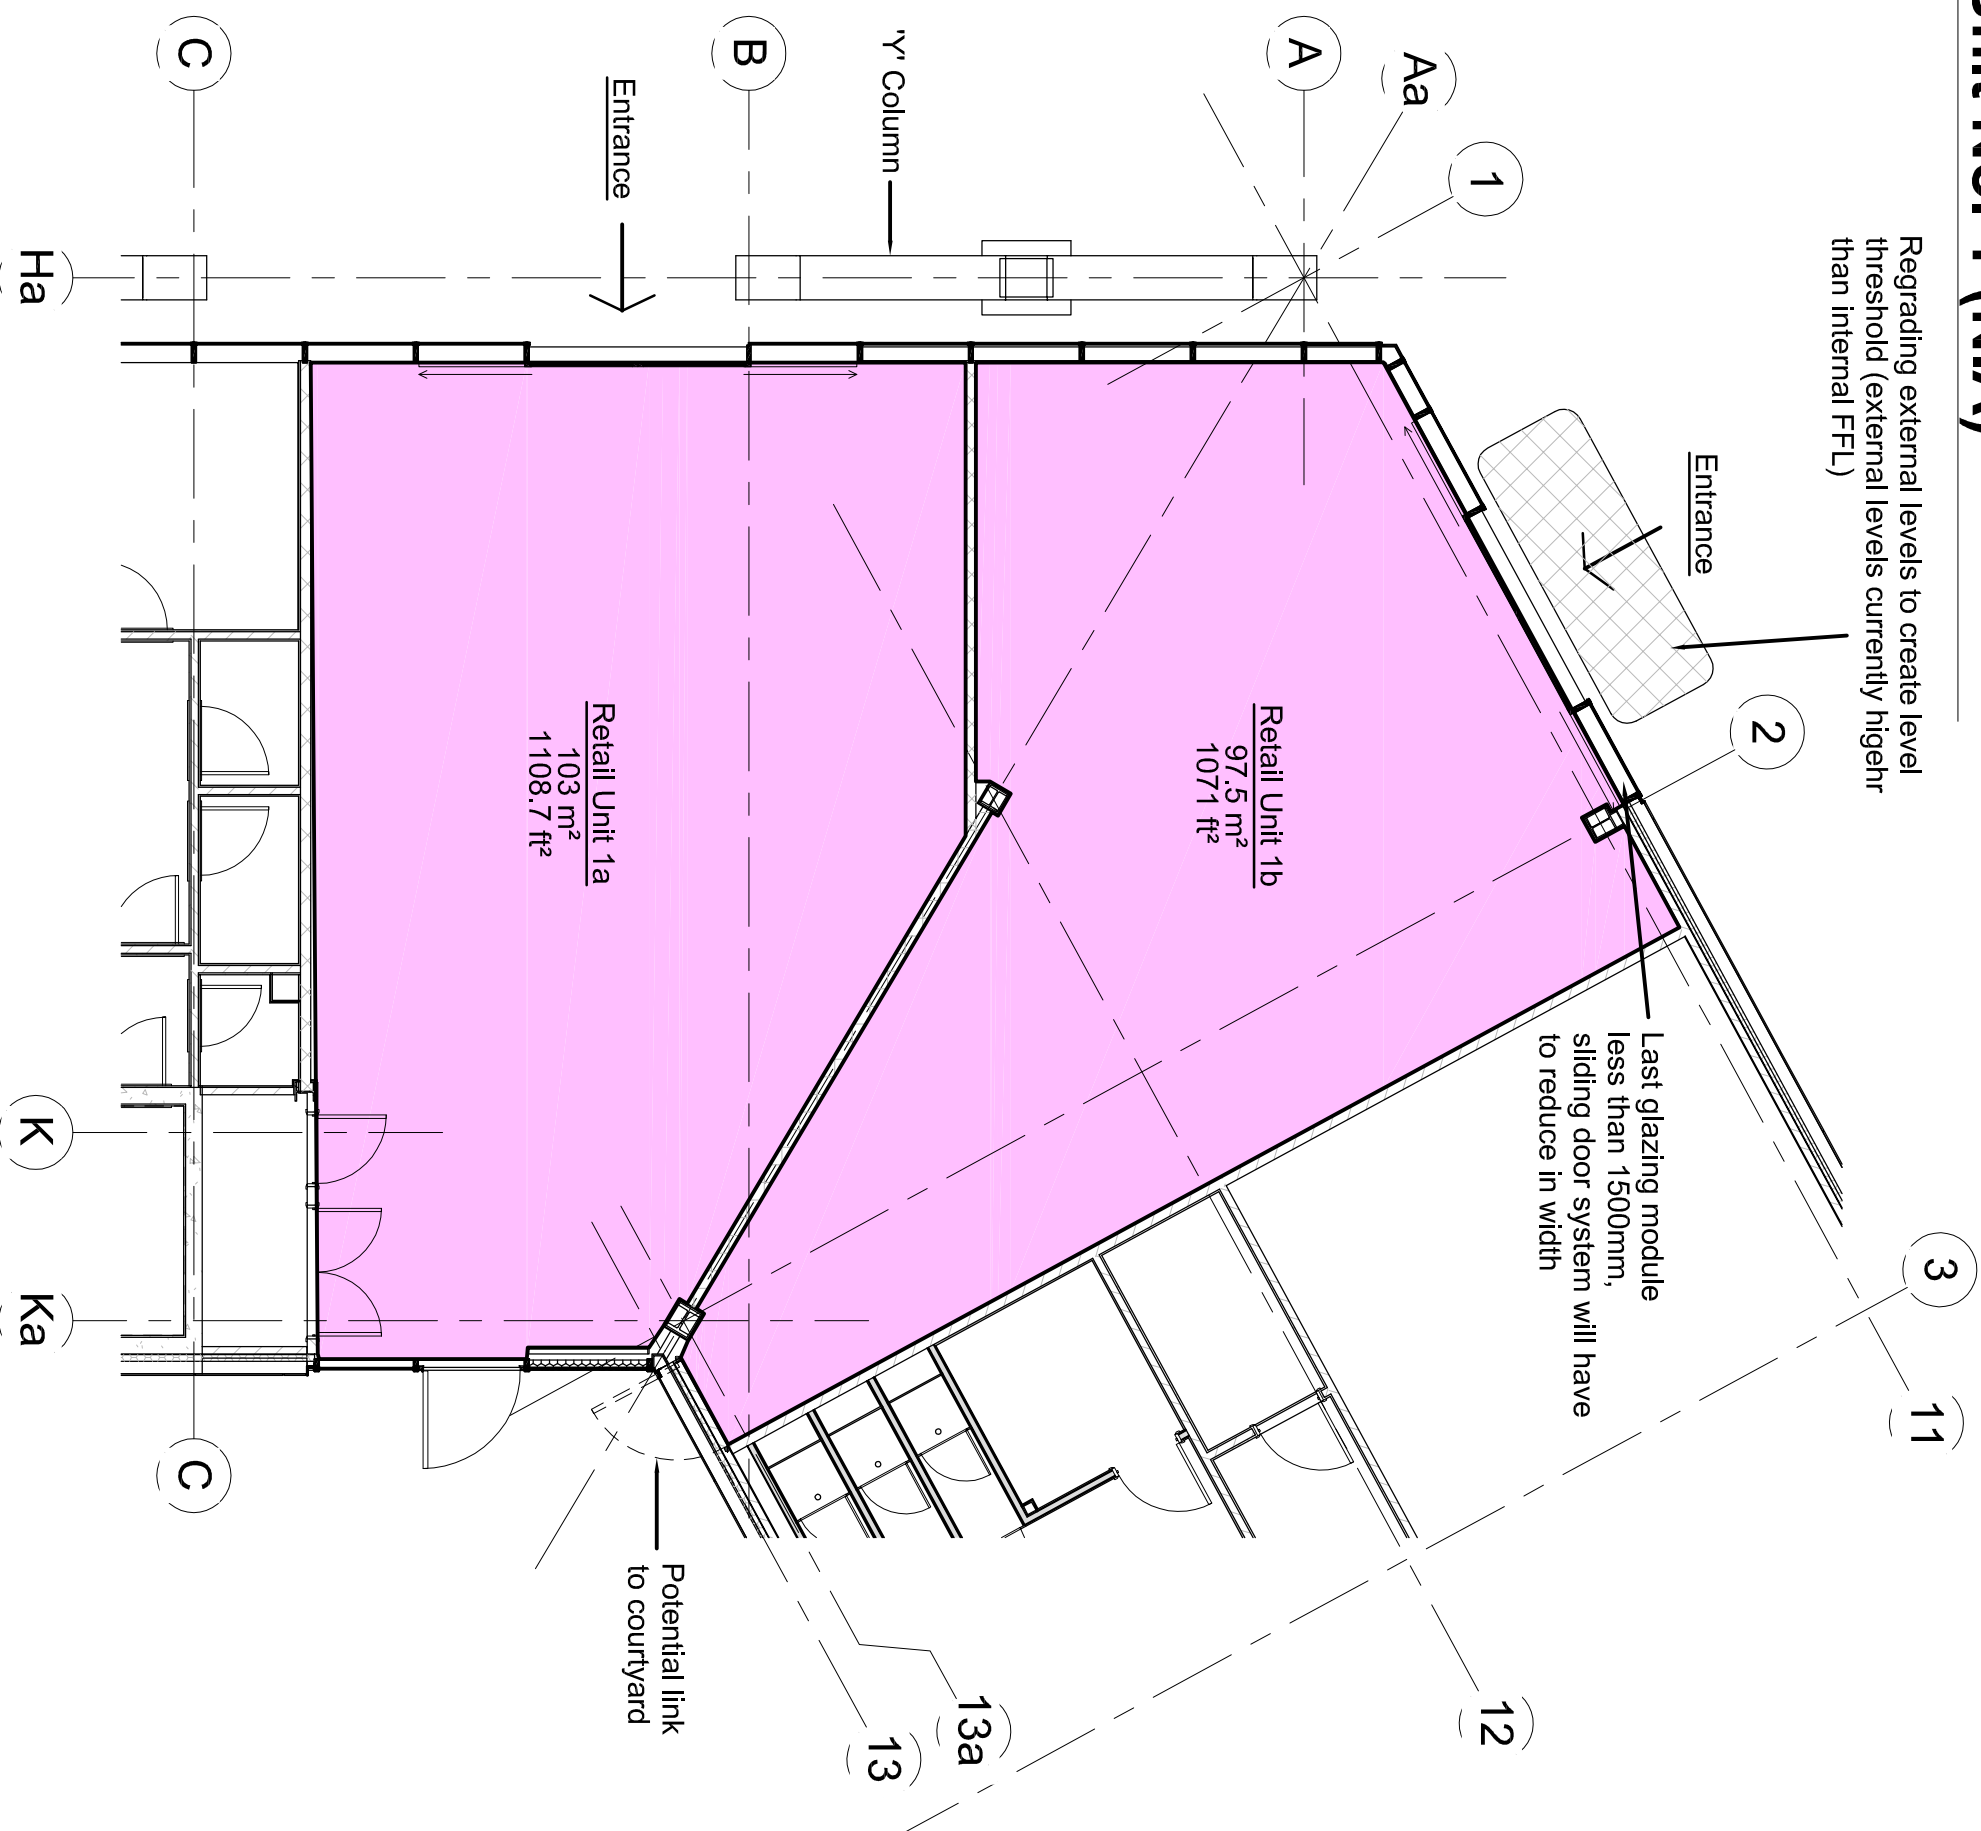 C
B
A
Aa
1
'Y' Column
Entrance
Regrading external levels to create level
threshold (external levels currently higehr
than internal FFL)
Entrance
2
Ha
Retail Unit 1a
103 m²
1108.7 ft²
Retail Unit 1b
97.5 m²
1071 ft²
Last glazing module
less than 1500mm,
sliding door system will have
to reduce in width
3
11
12
13a
13
Potential link
to courtyard
K
Ka
C